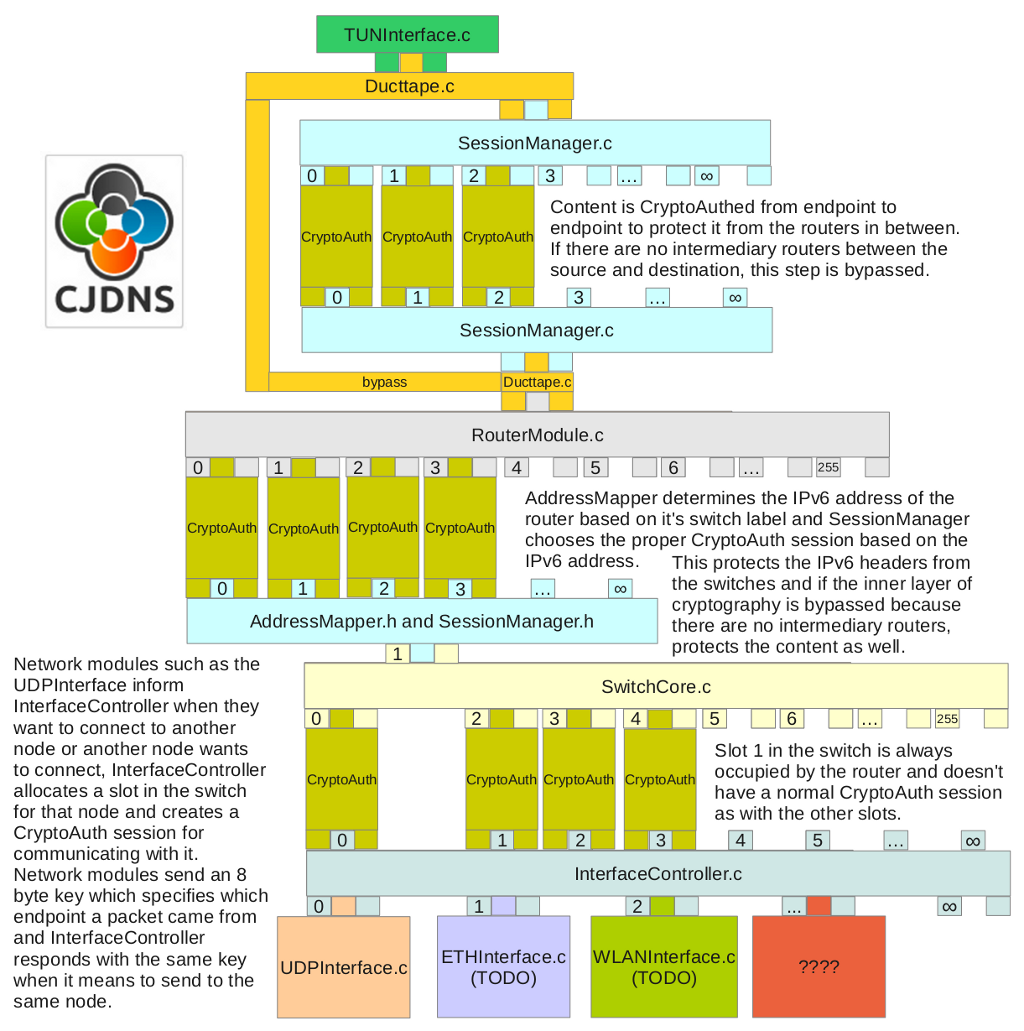 TUNInterface.c
Ducttape.c
SessionManager.c
0 1 2 3 ... ∞
CryptoAuth CryptoAuth CryptoAuth
Content is CryptoAuthed from endpoint to
endpoint to protect it from the routers in between.
If there are no intermediary routers between the
source and destination, this step is bypassed.
CJDNS
0 1 2 3 ... ∞
SessionManager.c
bypass
Ducttape.c
RouterModule.c
0 1 2 3 4 5 6 ... 255
CryptoAuth CryptoAuth CryptoAuth CryptoAuth
AddressMapper determines the IPv6 address of the
router based on it's switch label and SessionManager
chooses the proper CryptoAuth session based on the
IPv6 address.
This protects the IPv6 headers from
the switches and if the inner layer of
cryptography is bypassed because
there are no intermediary routers,
protects the content as well.
0 1 2 3 ... ∞
AddressMapper.h and SessionManager.h
1
SwitchCore.c
0 2 3 4 5 6 ... 255
CryptoAuth CryptoAuth CryptoAuth CryptoAuth
Slot 1 in the switch is always
occupied by the router and doesn't
have a normal CryptoAuth session
as with the other slots.
Network modules such as the
UDPInterface inform
InterfaceController when they
want to connect to another
node or another node wants
to connect, InterfaceController
allocates a slot in the switch
for that node and creates a
CryptoAuth session for
communicating with it.
Network modules send an 8
byte key which specifies which
endpoint a packet came from
and InterfaceController
responds with the same key
when it means to send to the
same node.
0 1 2 3 4 5 ... ∞
InterfaceController.c
0 1 2 ... ∞
UDPInterface.c
ETHInterface.c
(TODO)
WLANInterface.c
(TODO)
????